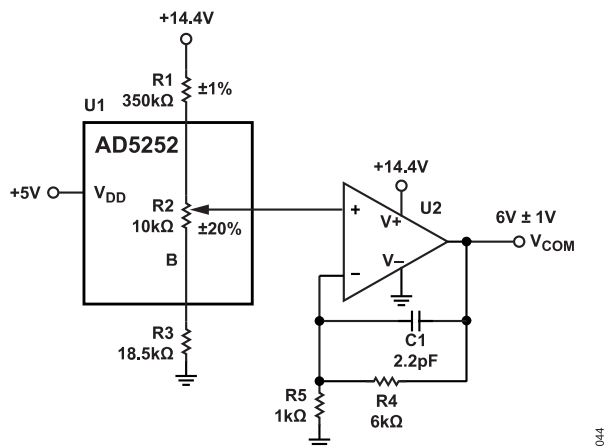 +14.4V
R1
350kΩ
±1%
U1
AD5252
+5V
VDD
R2
10kΩ
±20%
B
R3
18.5kΩ
+14.4V
U2
+
V+
V–
–
6V ± 1V
VCOM
C1
2.2pF
R5
1kΩ
R4
6kΩ
044